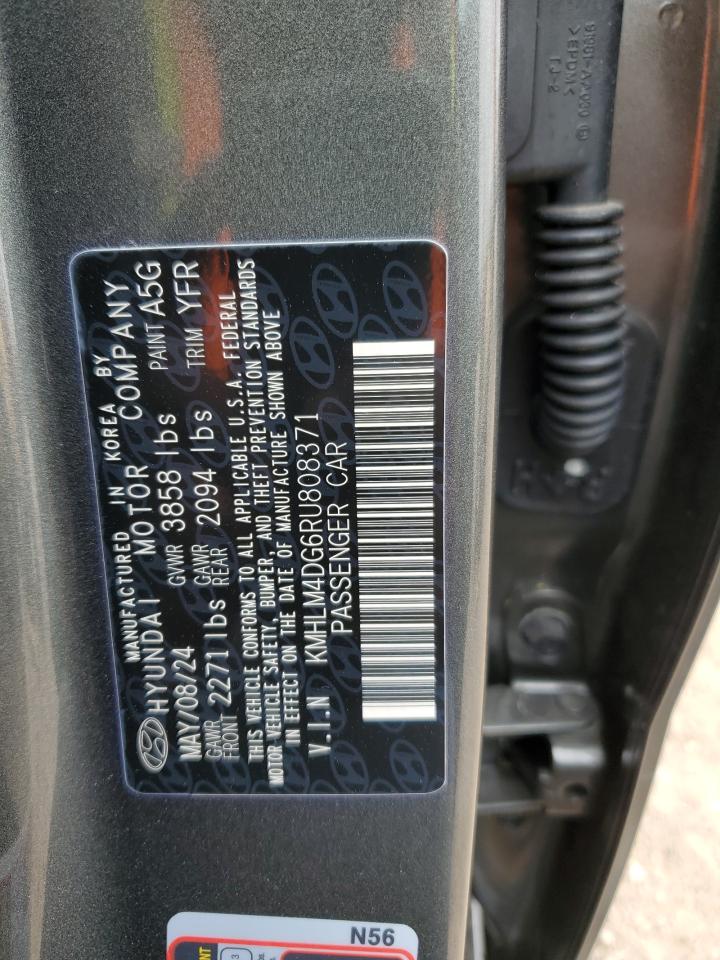 MANUFACTURED IN KOREA BY
HYUNDAI MOTOR COMPANY
MAY/08/24 GVWR 3858 lbs PAINT A5G
GAWR FRONT 2271 lbs GAWR REAR 2094 lbs TRIM YFR
THIS VEHICLE CONFORMS TO ALL APPLICABLE U.S.A. FEDERAL
MOTOR VEHICLE SAFETY, BUMPER, AND THEFT PREVENTION STANDARDS
IN EFFECT ON THE DATE OF MANUFACTURE SHOWN ABOVE
V.I.N KMHLM4DG6RU808371
PASSENGER CAR
>EPDM<
N56